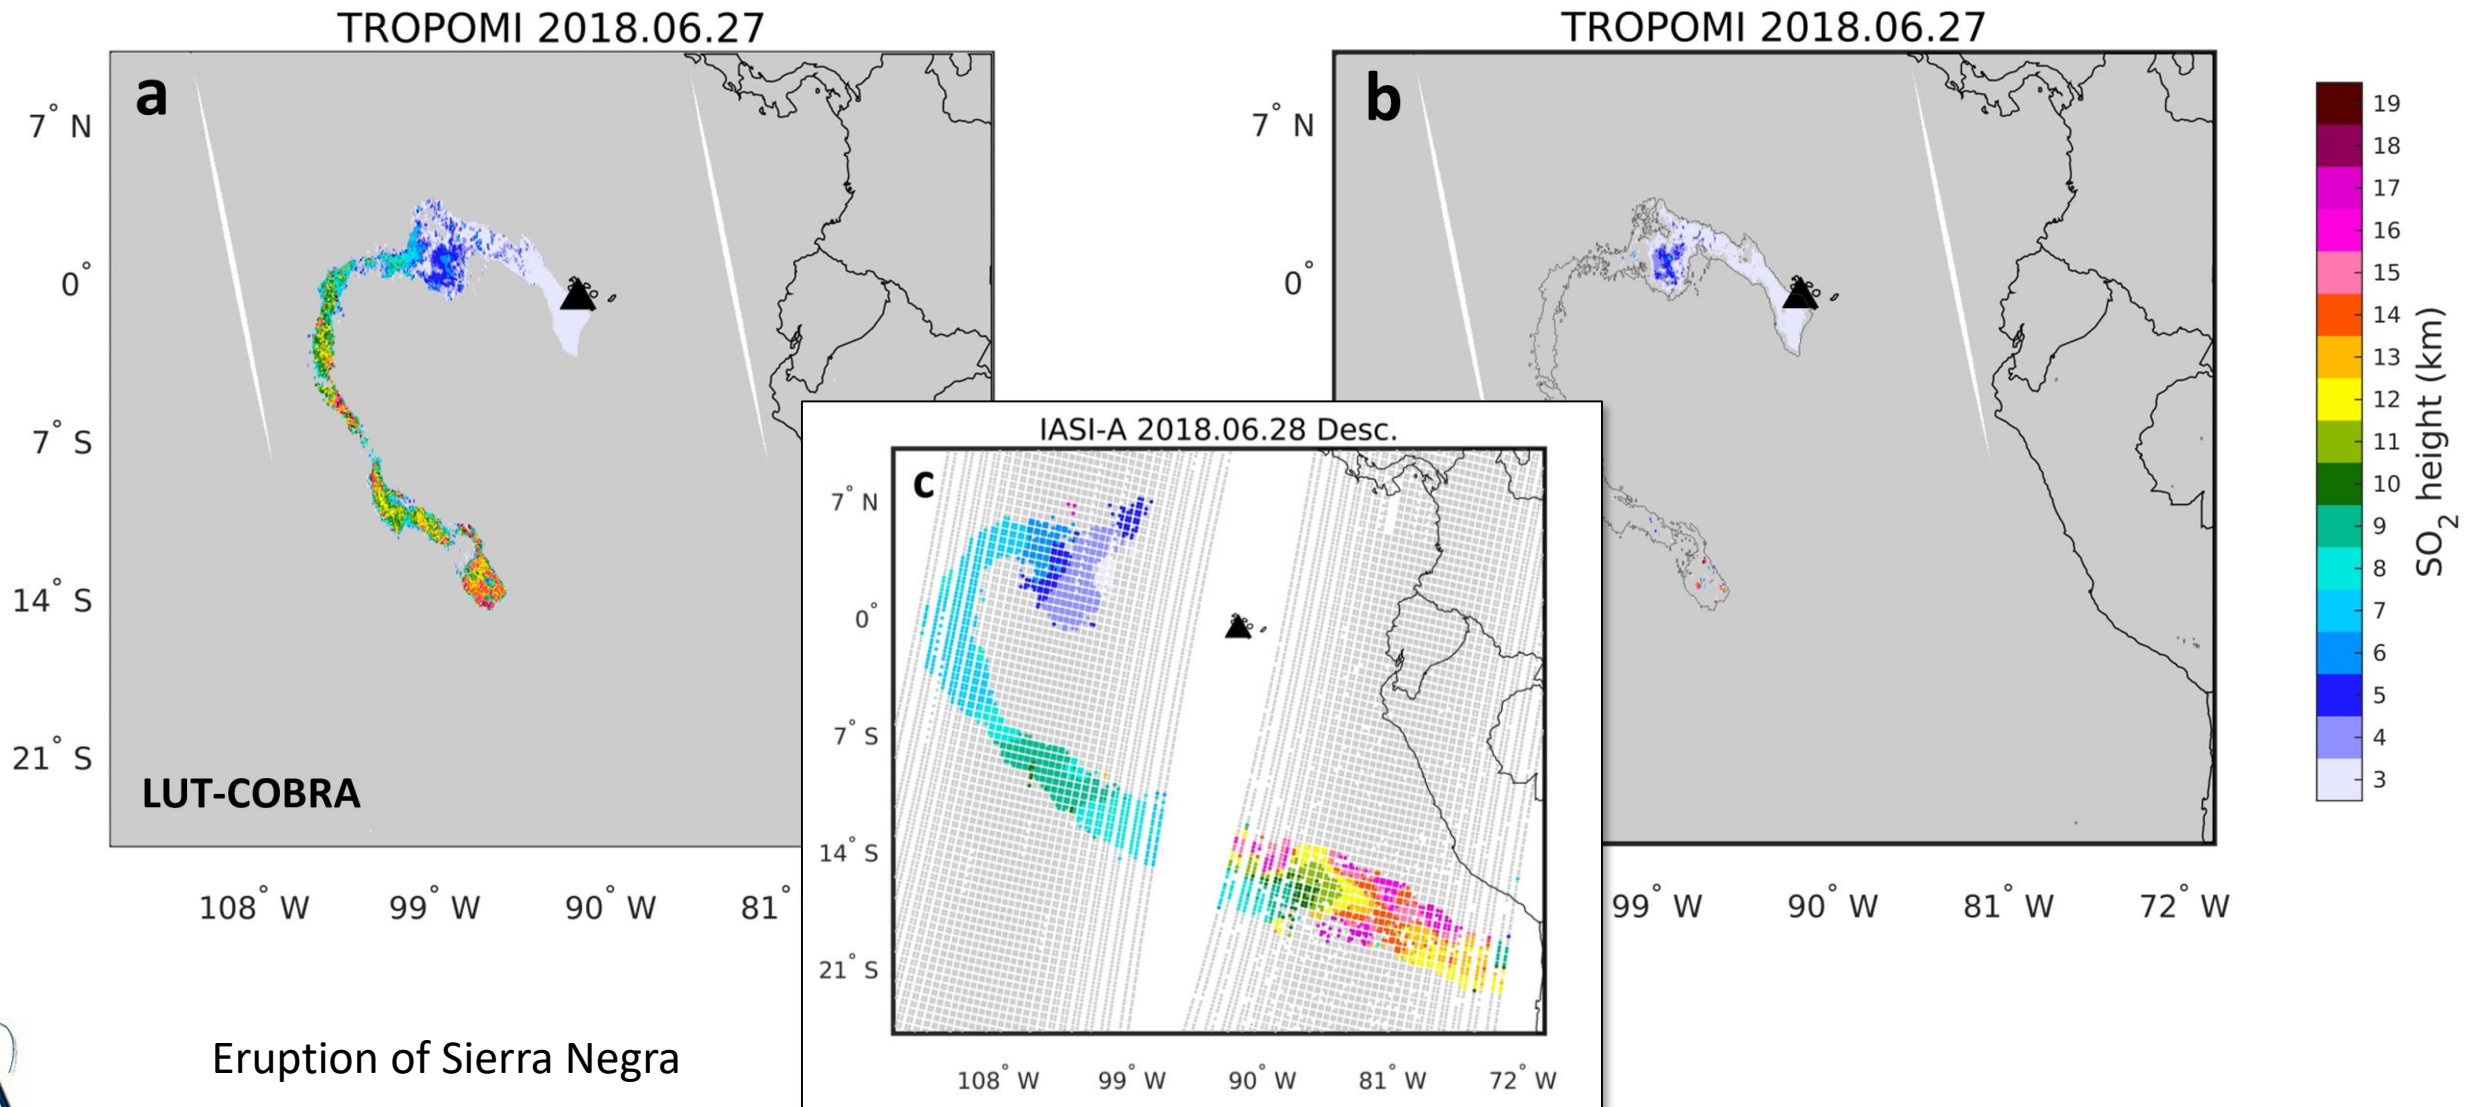 TROPOMI 2018.06.27
a
7° N
0°
7° S
14° S
21° S
LUT-COBRA
108° W
99° W
90° W
81°
Eruption of Sierra Negra
TROPOMI 2018.06.27
b
7° N
0°
99° W
90° W
81° W
72° W
IASI-A 2018.06.28 Desc.
c
7° N
0°
7° S
14° S
21° S
108° W
99° W
90° W
81° W
72° W
19
18
17
16
15
14
13
12
11
10
9
8
7
6
5
4
3
SO₂ height (km)